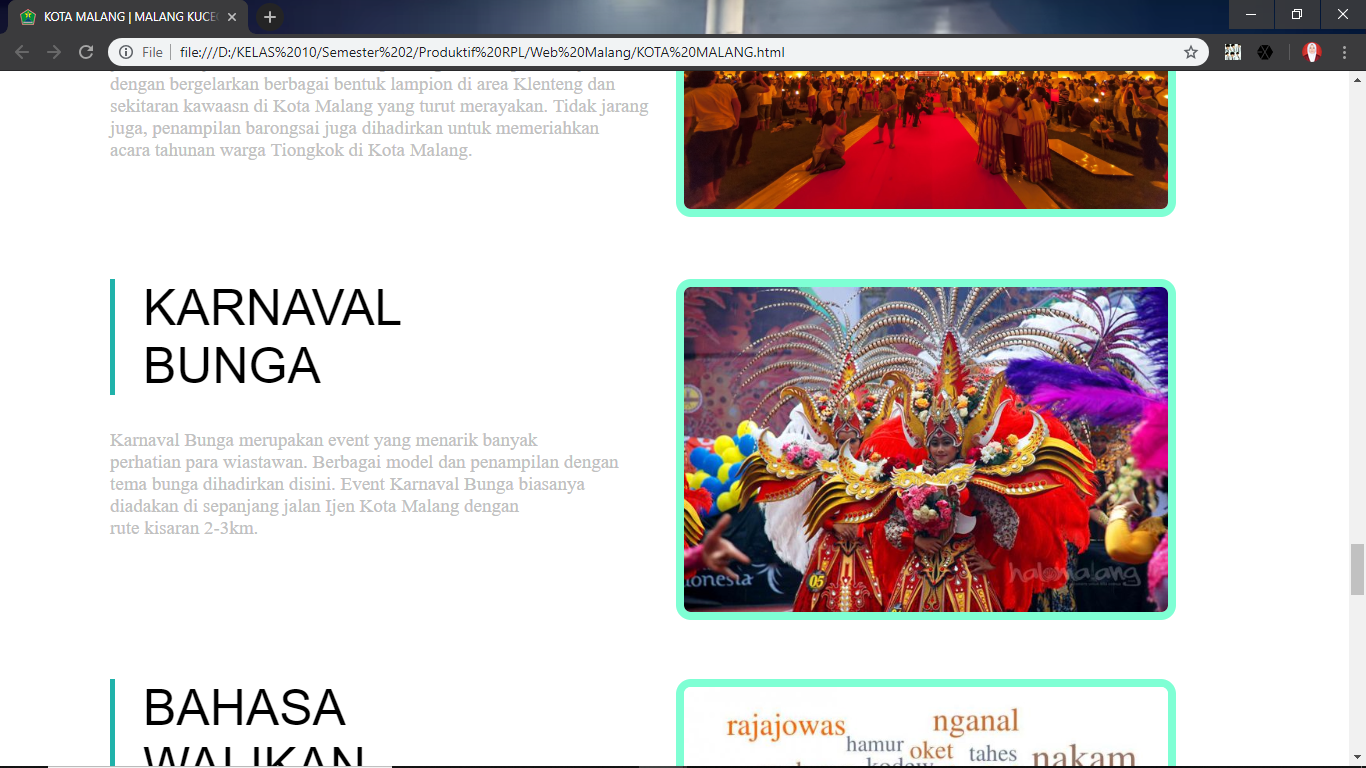 KOTA MALANG | MALANG KUCEC
File
file:///D:/KELAS%2010/Semester%202/Produktif%20RPL/Web%20Malang/KOTA%20MALANG.html
dengan bergelarkan berbagai bentuk lampion di area Klenteng dan
sekitaran kawaasn di Kota Malang yang turut merayakan. Tidak jarang
juga, penampilan barongsai juga dihadirkan untuk memeriahkan
acara tahunan warga Tiongkok di Kota Malang.
KARNAVAL
BUNGA
Karnaval Bunga merupakan event yang menarik banyak
perhatian para wiastawan. Berbagai model dan penampilan dengan
tema bunga dihadirkan disini. Event Karnaval Bunga biasanya
diadakan di sepanjang jalan Ijen Kota Malang dengan
rute kisaran 2-3km.
05
onesia
halomalang
BAHASA
WALIKAN
rajajowas
nganal
hamur
oket
tahes
nakam
kodew